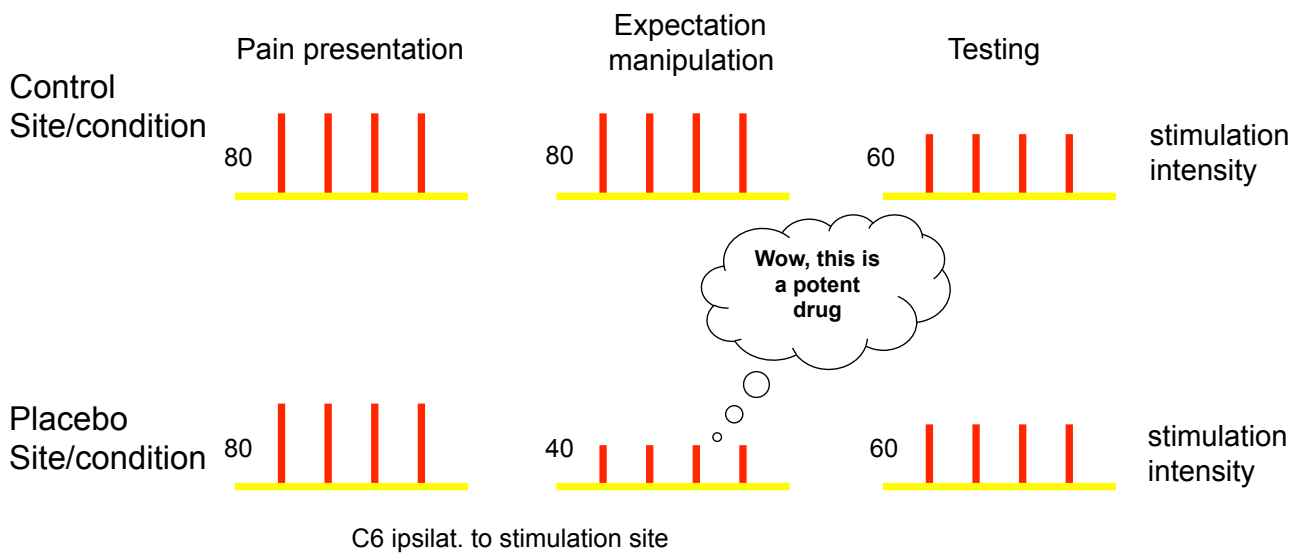 Pain presentation
Expectation
manipulation
Testing
Control
Site/condition
80
80
60
stimulation
intensity
Wow, this is
a potent
drug
Placebo
Site/condition
80
40
60
stimulation
intensity
C6 ipsilat. to stimulation site